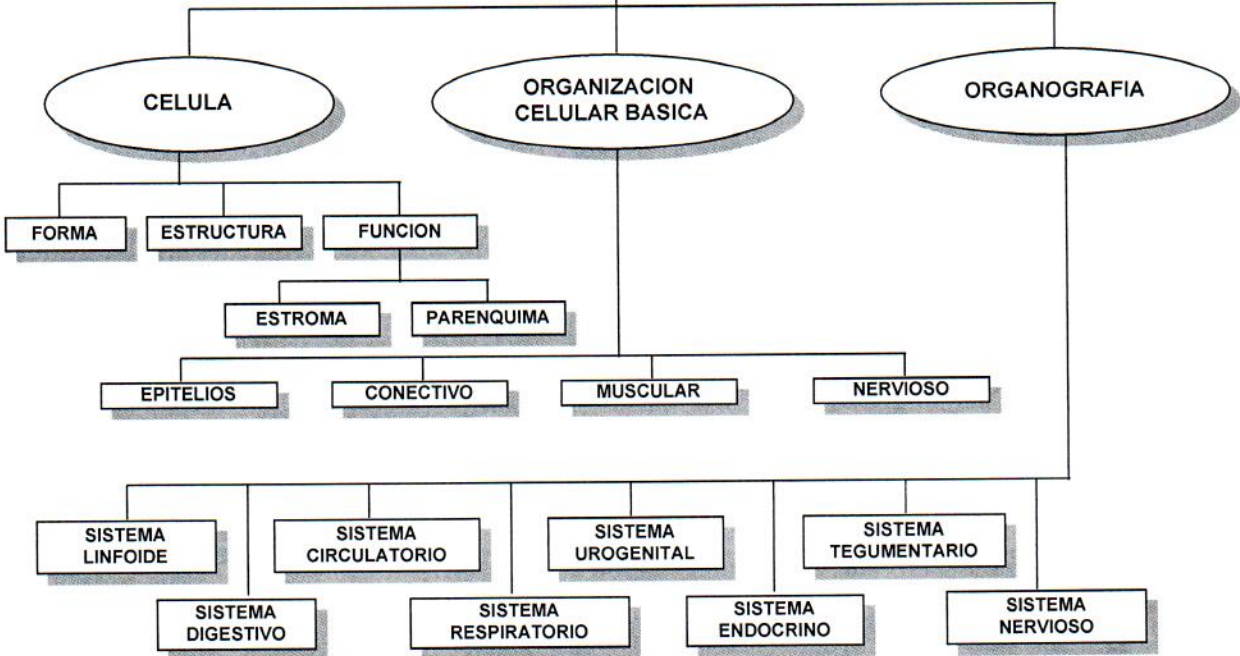 CELULA
ORGANIZACION
CELULAR BASICA
ORGANOGRAFIA
FORMA
ESTRUCTURA
FUNCION
ESTROMA
PARENQUIMA
EPITELIOS
CONECTIVO
MUSCULAR
NERVIOSO
SISTEMA
LINFOIDE
SISTEMA
CIRCULATORIO
SISTEMA
UROGENITAL
SISTEMA
TEGUMENTARIO
SISTEMA
DIGESTIVO
SISTEMA
RESPIRATORIO
SISTEMA
ENDOCRINO
SISTEMA
NERVIOSO